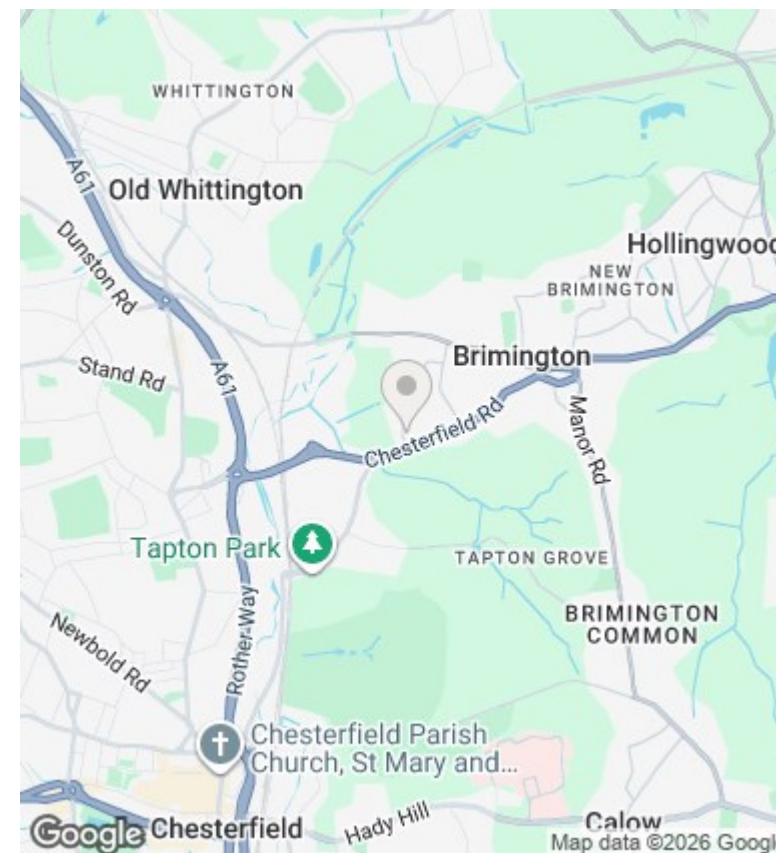 WHITTINGTON
A61
Old Whittington
Dunston Rd
Hollingwood
NEW
BRIMINGTON
Stand Rd
A61
Brimington
Chesterfield Rd
Manor Rd
Tapton Park
TAPTON GROVE
Newbold Rd
Rother Way
BRIMINGTON
COMMON
Chesterfield Parish
Church, St Mary and...
Google
Chesterfield
Hady Hill
Calow
Map data ©2026 Googl